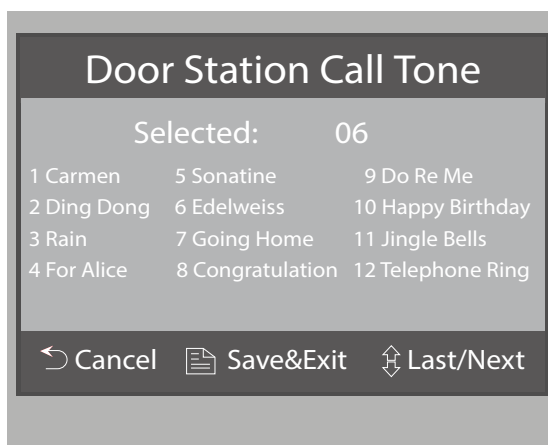 Door Station Call Tone
Selected: 06
1 Carmen 5 Sonatine 9 Do Re Me
2 Ding Dong 6 Edelweiss 10 Happy Birthday
3 Rain 7 Going Home 11 Jingle Bells
4 For Alice 8 Congratulation 12 Telephone Ring
Cancel Save&Exit Last/Next